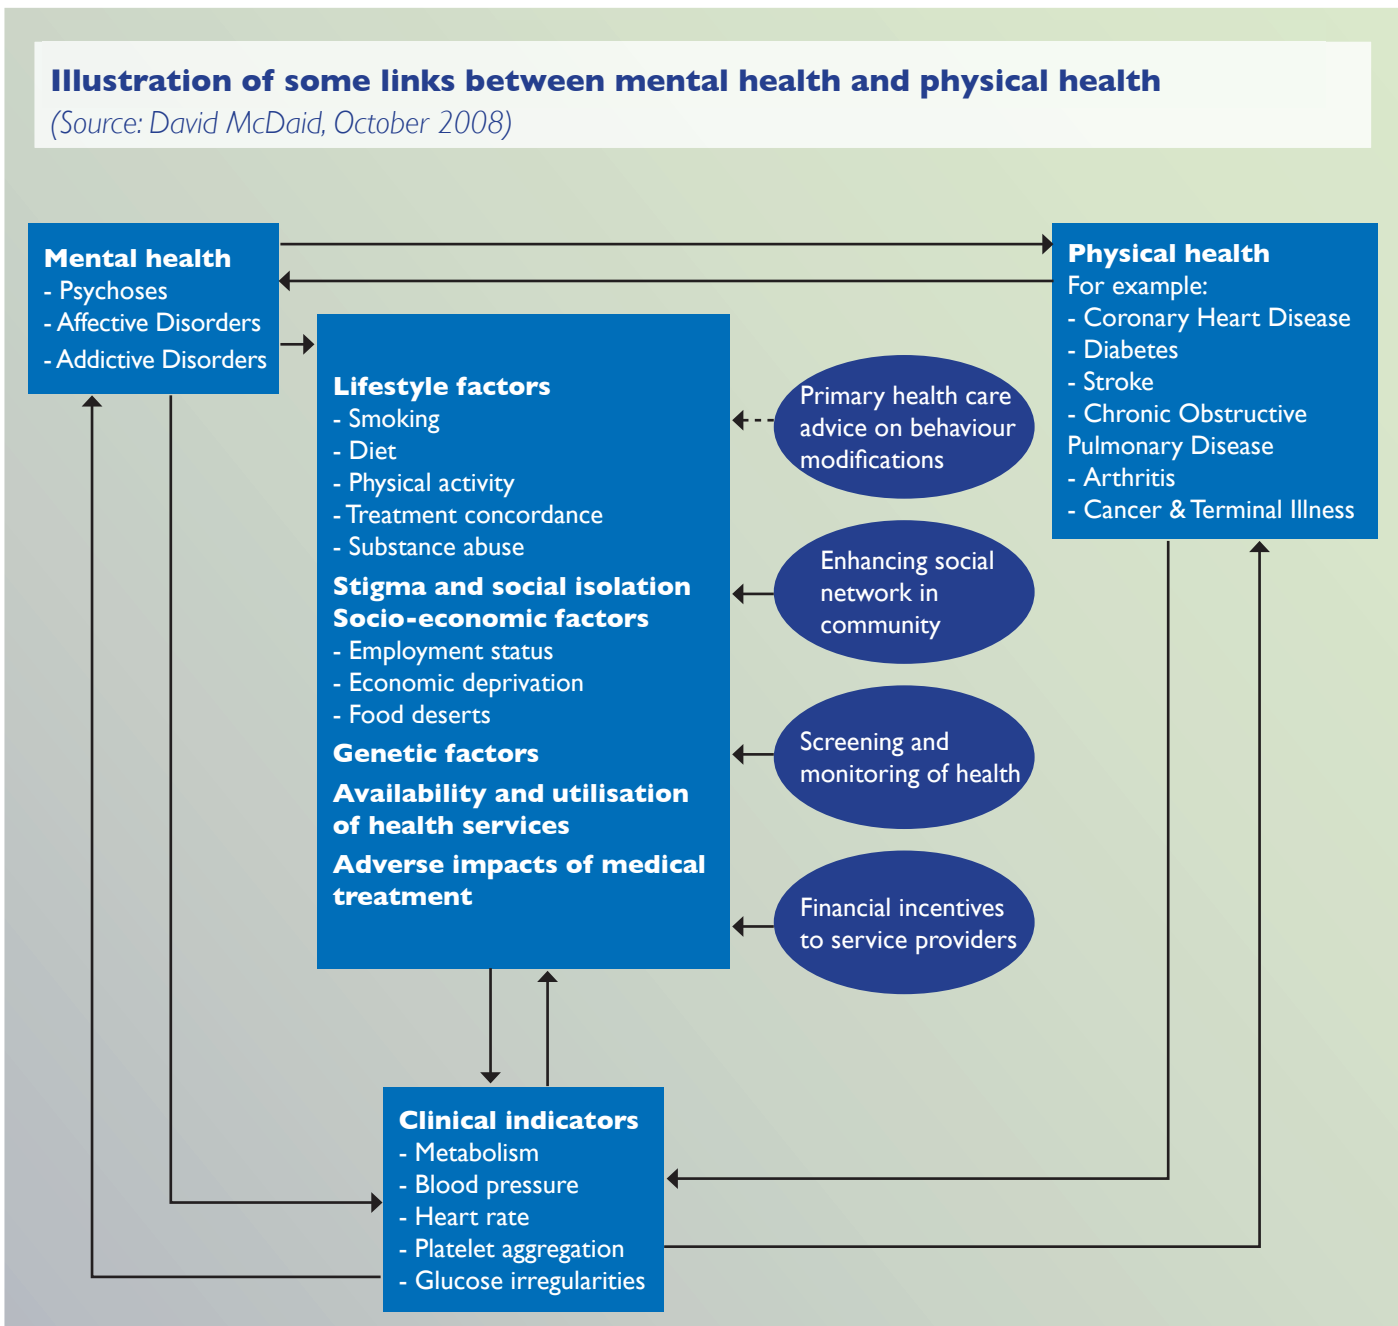 Illustration of some links between mental health and physical health
(Source: David McDaid, October 2008)
Mental health
- Psychoses
- Affective Disorders
- Addictive Disorders
Physical health
For example:
- Coronary Heart Disease
- Diabetes
- Stroke
- Chronic Obstructive
Pulmonary Disease
- Arthritis
- Cancer & Terminal Illness
Lifestyle factors
- Smoking
- Diet
- Physical activity
- Treatment concordance
- Substance abuse
Stigma and social isolation
Socio-economic factors
- Employment status
- Economic deprivation
- Food deserts
Genetic factors
Availability and utilisation
of health services
Adverse impacts of medical
treatment
Primary health care
advice on behaviour
modifications
Enhancing social
network in
community
Screening and
monitoring of health
Financial incentives
to service providers
Clinical indicators
- Metabolism
- Blood pressure
- Heart rate
- Platelet aggregation
- Glucose irregularities